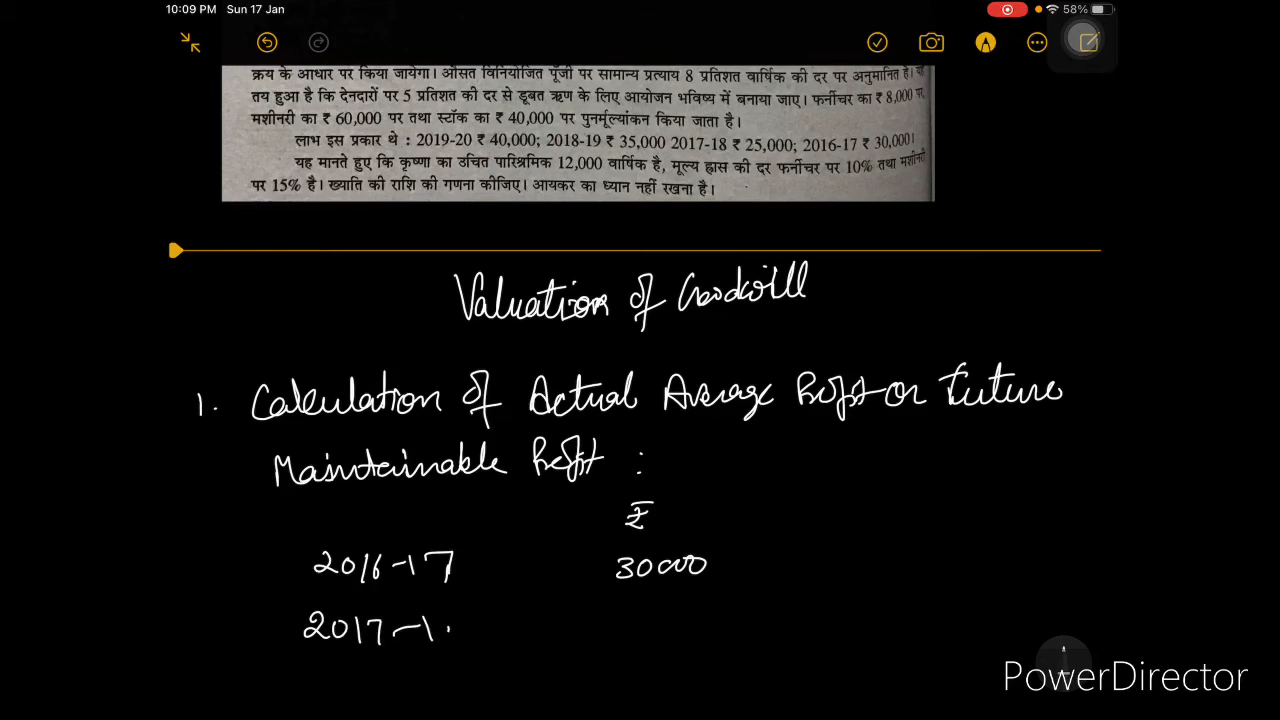 10:09 PM Sun 17 Jan 58%
क्रय के आधार पर किया जायेगा। औसत विनियोजित पूँजी पर सामान्य प्रत्याय 8 प्रतिशत वार्षिक की दर पर अनुमानित है। यह
तय हुआ है कि देनदारों पर 5 प्रतिशत की दर से डूबत ऋण के लिए आयोजन भविष्य में बनाया जाए। फर्नीचर का ₹ 8,000 पर
मशीनरी का ₹ 60,000 पर तथा स्टॉक का ₹ 40,000 पर पुनर्मूल्यांकन किया जाता है।
लाभ इस प्रकार थे : 2019-20 ₹ 40,000; 2018-19 ₹ 35,000 2017-18 ₹ 25,000; 2016-17 ₹ 30,000।
यह मानते हुए कि कृष्णा का उचित पारिश्रमिक 12,000 वार्षिक है, मूल्य ह्रास की दर फर्नीचर पर 10% तथा मशीनरी
पर 15% है। ख्याति की राशि की गणना कीजिए। आयकर का ध्यान नहीं रखना है।
Valuation of Goodwill
1. Calculation of Actual Average Profit or Future
Maintainable Profit :
₹
2016-17 30000
2017-1
PowerDirector